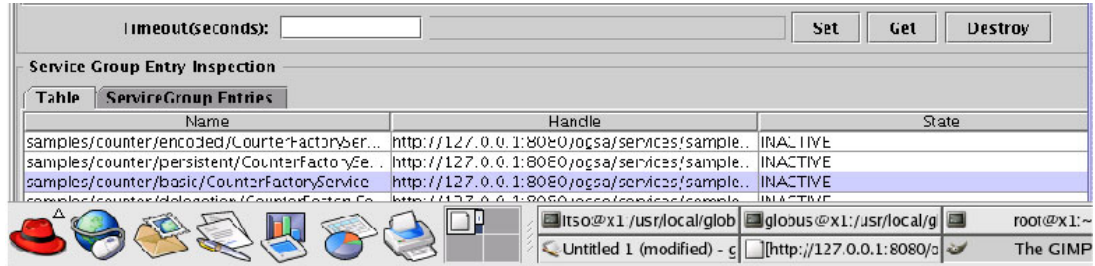 Timeout(seconds): Set Get Destroy
Service Group Entry Inspection
Table ServiceGroup Entries
Name Handle State
samples/counter/encoded/CounterFactorySer... http://127.0.0.1:8080/ogsa/services/sample... INACTIVE
samples/counter/persistent/CounterFactorySe... http://127.0.0.1:8080/ogsa/services/sample... INACTIVE
samples/counter/basic/CounterFactoryService http://127.0.0.1:8080/ogsa/services/sample... INACTIVE
samples/counter/delegation/CounterFactory
itso@x1:/usr/local/glob globus@x1:/usr/local/g root@x1:~
Untitled 1 (modified) - g [http://127.0.0.1:8080/o The GIMP